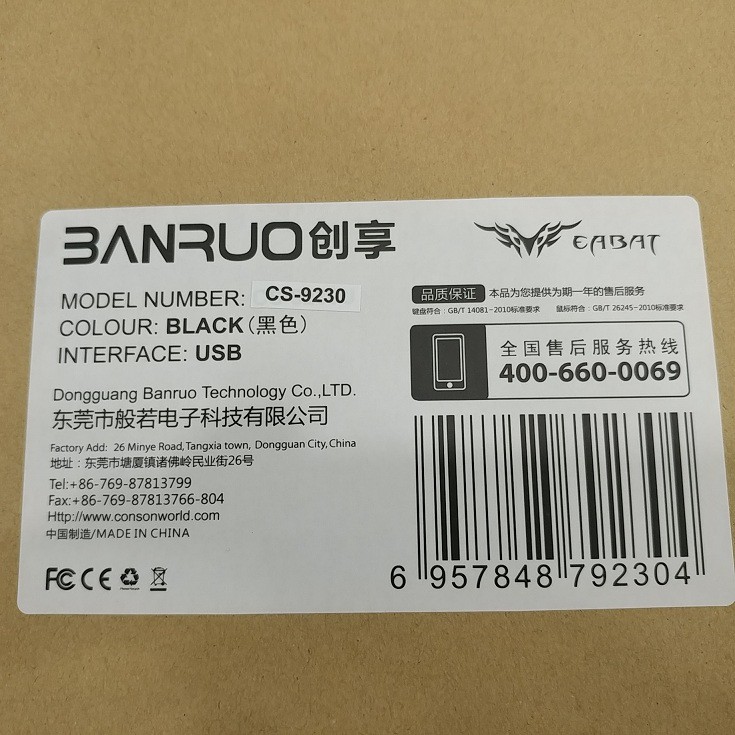 BANRUO创享
EABAT
MODEL NUMBER: CS-9230
COLOUR: BLACK(黑色)
INTERFACE: USB
Dongguang Banruo Technology Co.,LTD.
东莞市般若电子科技有限公司
Factory Add: 26 Minye Road,Tangxia town, Dongguan City,China
地址：东莞市塘厦镇诸佛岭民业街26号
Tel:+86-769-87813799
Fax:+86-769-87813766-804
Http://www.consonworld.com
中国制造/MADE IN CHINA
FC CE
品质保证 本品为您提供为期一年的售后服务
键盘符合：GB/T 14081-2010标准要求 鼠标符合：GB/T 26245-2010标准要求
全国售后服务热线
400-660-0069
6 957848 792304